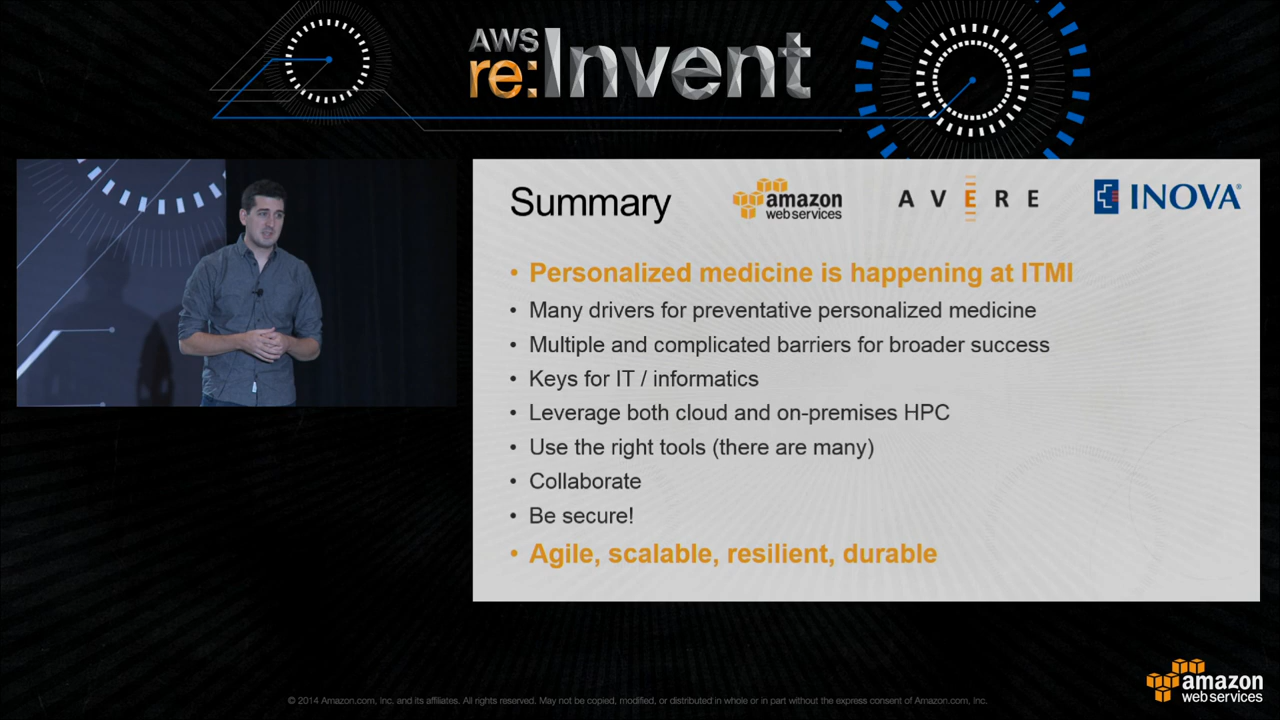 AWS
re:Invent
Summary
amazon
web services
AVERE
INOVA®
• Personalized medicine is happening at ITMI
• Many drivers for preventative personalized medicine
• Multiple and complicated barriers for broader success
• Keys for IT / informatics
• Leverage both cloud and on-premises HPC
• Use the right tools (there are many)
• Collaborate
• Be secure!
• Agile, scalable, resilient, durable
© 2014 Amazon.com, Inc. and its affiliates. All rights reserved. May not be copied, modified, or distributed in whole or in part without the express consent of Amazon.com, Inc.
amazon
web services